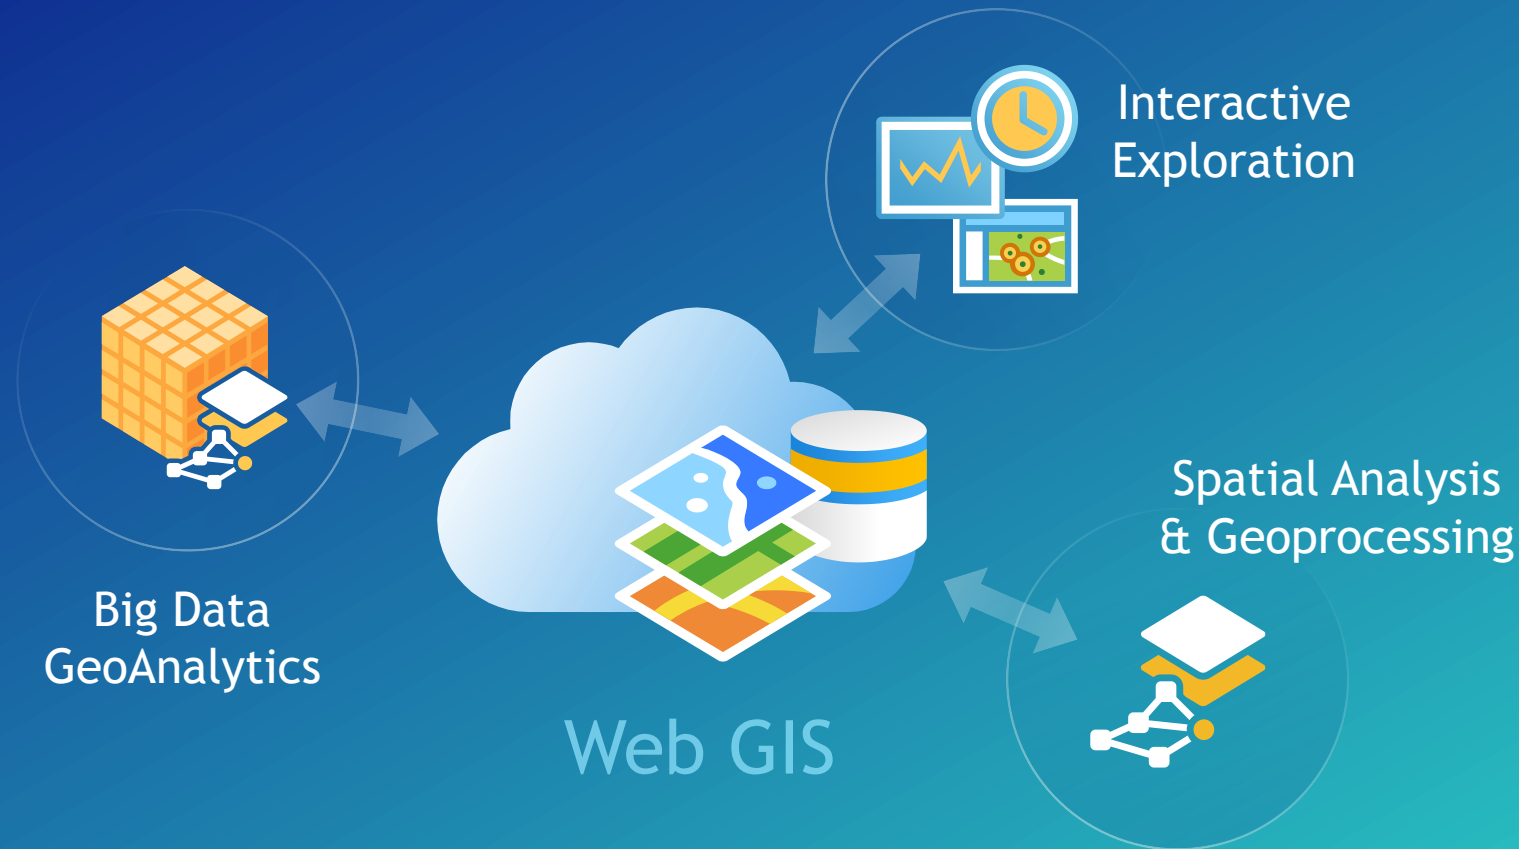 Interactive
Exploration
Spatial Analysis
& Geoprocessing
Big Data
GeoAnalytics
Web GIS